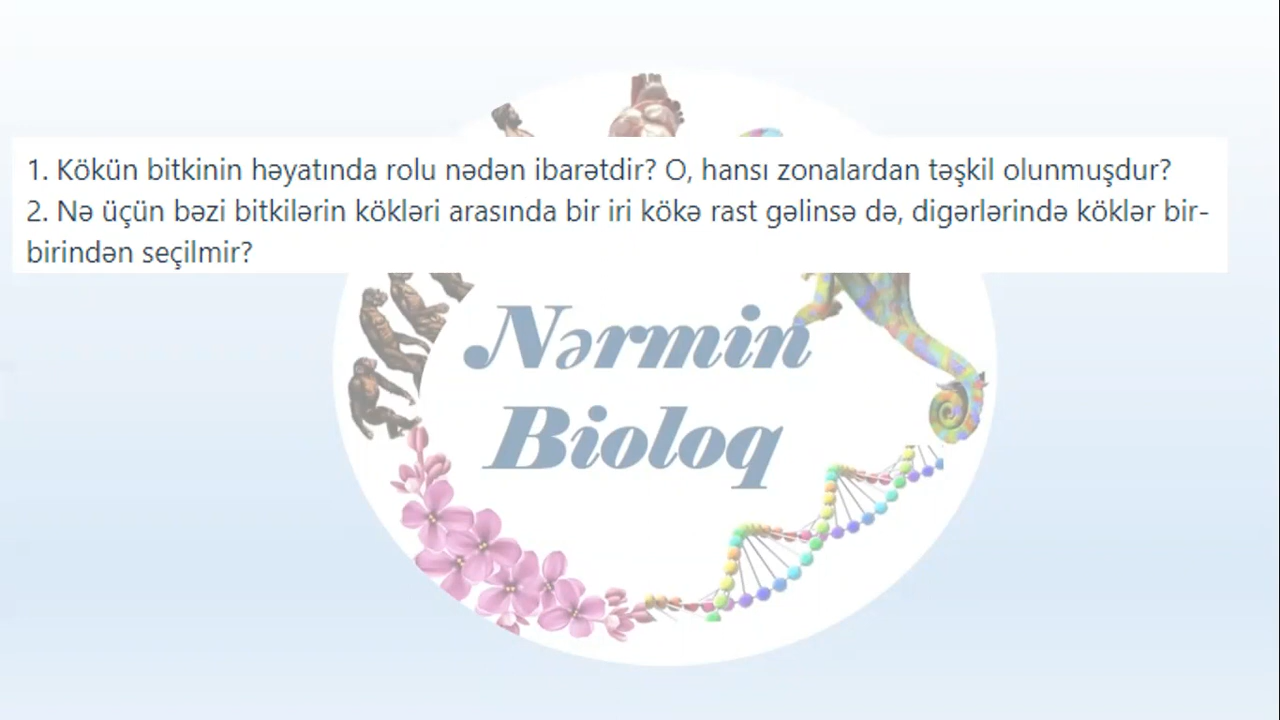 1. Kökün bitkinin həyatında rolu nədən ibarətdir? O, hansı zonalardan təşkil olunmuşdur?
2. Nə üçün bəzi bitkilərin kökləri arasında bir iri kökə rast gəlinsə də, digərlərində köklər bir-
birindən seçilmir?
Nərmin
Bioloq